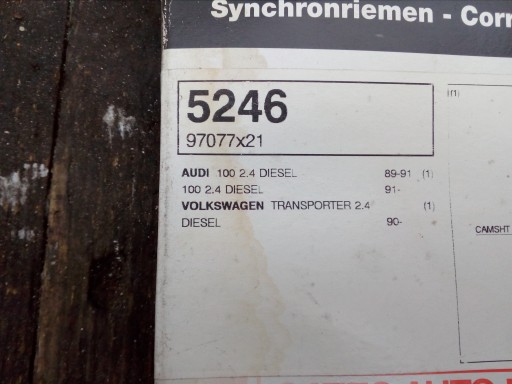 Synchronriemen - Corr
5246
97077x21
AUDI 100 2.4 DIESEL 89-91 (1)
100 2.4 DIESEL 91-
VOLKSWAGEN TRANSPORTER 2.4 (1)
DIESEL 90-
(1)
CAMSHT